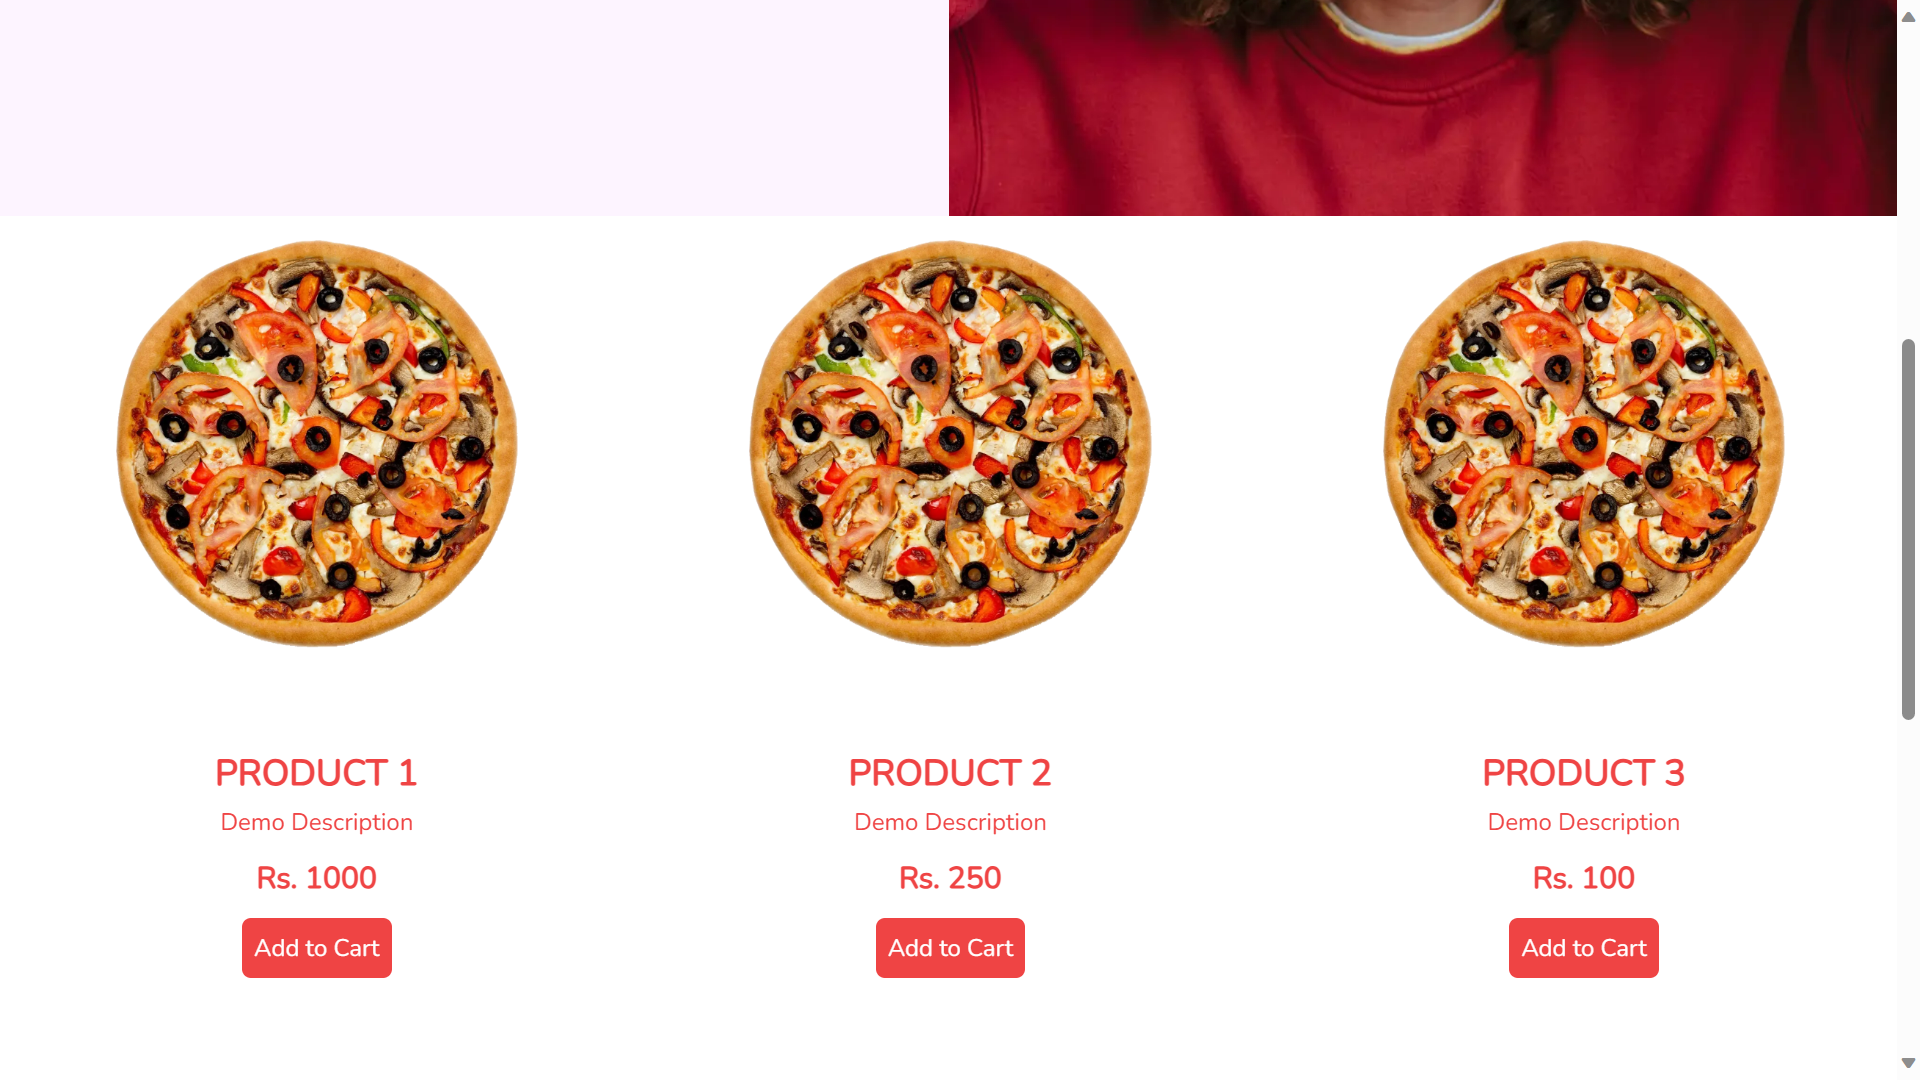 PRODUCT 1
Demo Description
Rs. 1000
Add to Cart
PRODUCT 2
Demo Description
Rs. 250
Add to Cart
PRODUCT 3
Demo Description
Rs. 100
Add to Cart